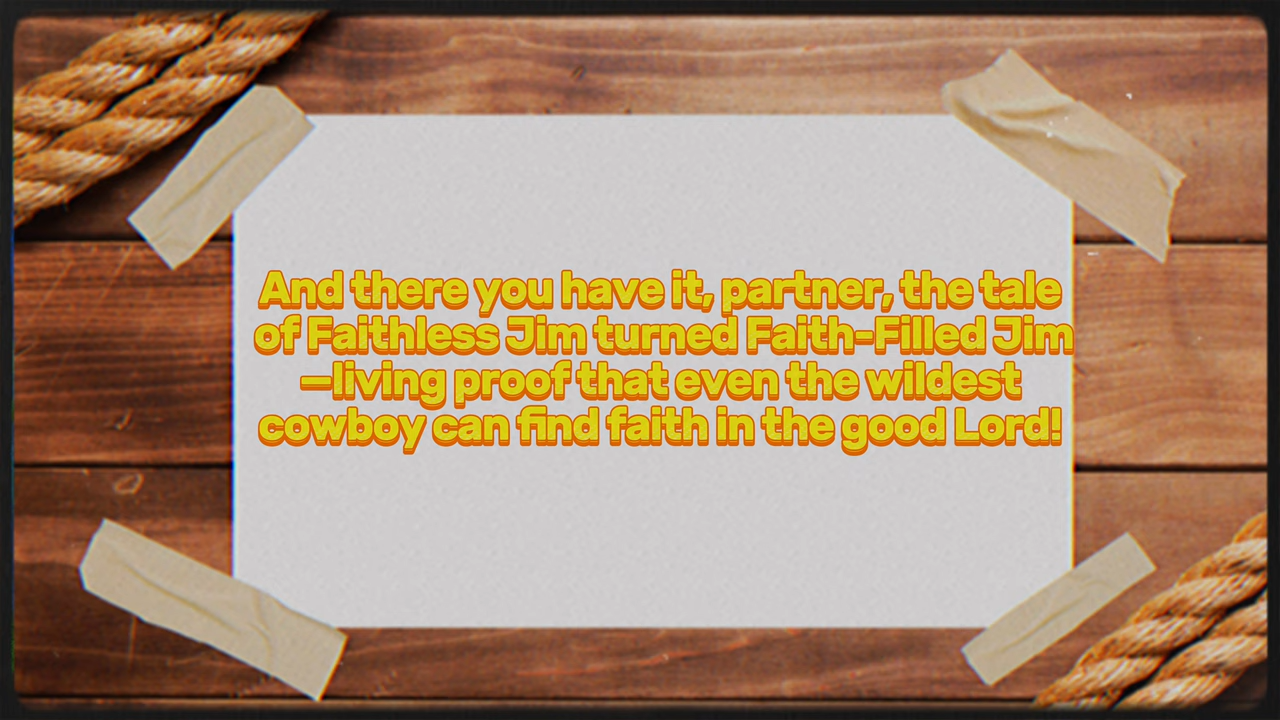 And there you have it, partner, the tale
of Faithless Jim turned Faith-Filled Jim
—living proof that even the wildest
cowboy can find faith in the good Lord!